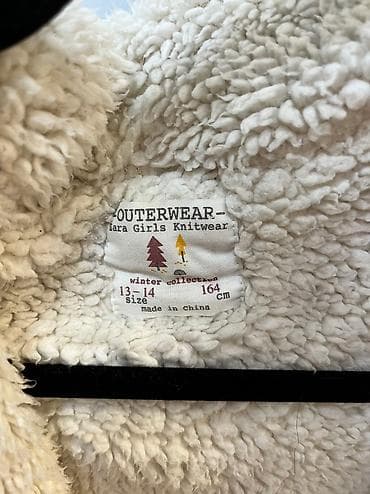 -OUTERWEAR-
Zara Girls Knitwear
winter collection
13-14 164
size cm
made in China